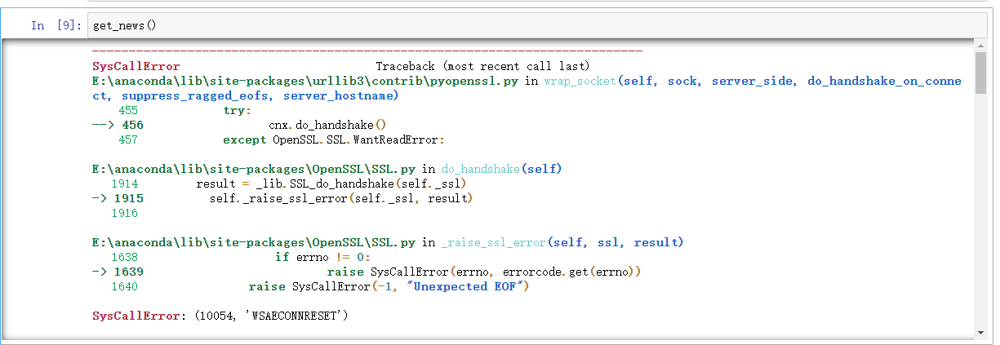 In [9]: get_news()
---------------------------------------------------------------------------
SysCallError                              Traceback (most recent call last)
E:\anaconda\lib\site-packages\urllib3\contrib\pyopenssl.py in wrap_socket(self, sock, server_side, do_handshake_on_conne
ct, suppress_ragged_eofs, server_hostname)
455             try:
--> 456                 cnx.do_handshake()
457             except OpenSSL.SSL.WantReadError:
E:\anaconda\lib\site-packages\OpenSSL\SSL.py in do_handshake(self)
1914         result = _lib.SSL_do_handshake(self._ssl)
-> 1915         self._raise_ssl_error(self._ssl, result)
1916
E:\anaconda\lib\site-packages\OpenSSL\SSL.py in _raise_ssl_error(self, ssl, result)
1638                 if errno != 0:
-> 1639                     raise SysCallError(errno, errorcode.get(errno))
1640             raise SysCallError(-1, "Unexpected EOF")
SysCallError: (10054, 'WSAECONNRESET')